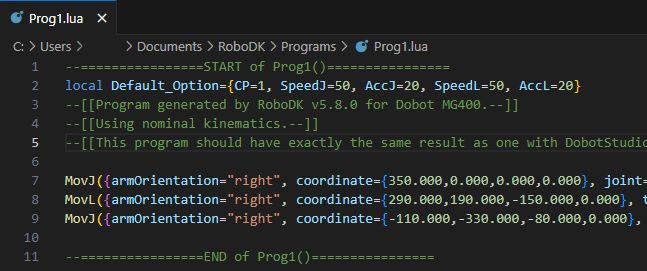 Prog1.lua ×
C: > Users > > Documents > RoboDK > Programs > Prog1.lua
1 --================START of Prog1()================
2 local Default_Option={CP=1, SpeedJ=50, AccJ=20, SpeedL=50, AccL=20}
3 --[[Program generated by RoboDK v5.8.0 for Dobot MG400.--]]
4 --[[Using nominal kinematics.--]]
5 --[[This program should have exactly the same result as one with DobotStudio
6
7 MovJ({armOrientation="right", coordinate={350.000,0.000,0.000,0.000}, joint=
8 MovL({armOrientation="right", coordinate={290.000,190.000,-150.000,0.000}, t
9 MovJ({armOrientation="right", coordinate={-110.000,-330.000,-80.000,0.000},
10
11 --================END of Prog1()================